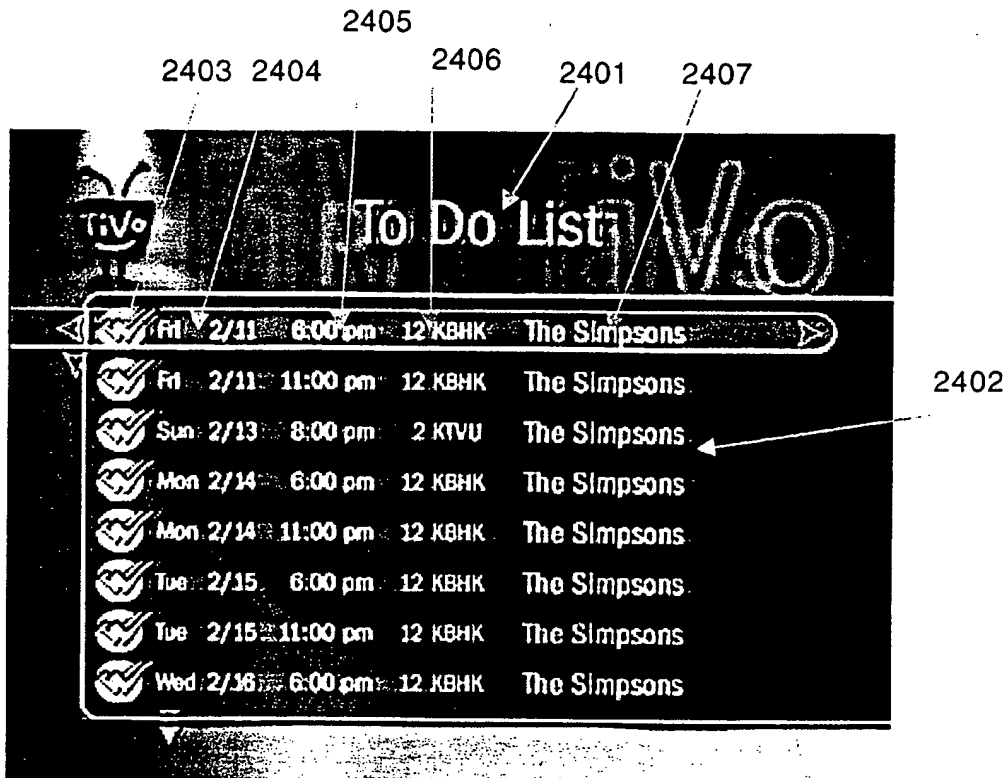 2405
2403 2404 2406 2401 2407
TiVo
TiVo To Do List
Fri 2/11 6:00 pm 12 KBHK The Simpsons
Fri 2/11 11:00 pm 12 KBHK The Simpsons
2402
Sun 2/13 8:00 pm 2 KTVU The Simpsons
Mon 2/14 6:00 pm 12 KBHK The Simpsons
Mon 2/14 11:00 pm 12 KBHK The Simpsons
Tue 2/15 6:00 pm 12 KBHK The Simpsons
Tue 2/15 11:00 pm 12 KBHK The Simpsons
Wed 2/16 6:00 pm 12 KBHK The Simpsons